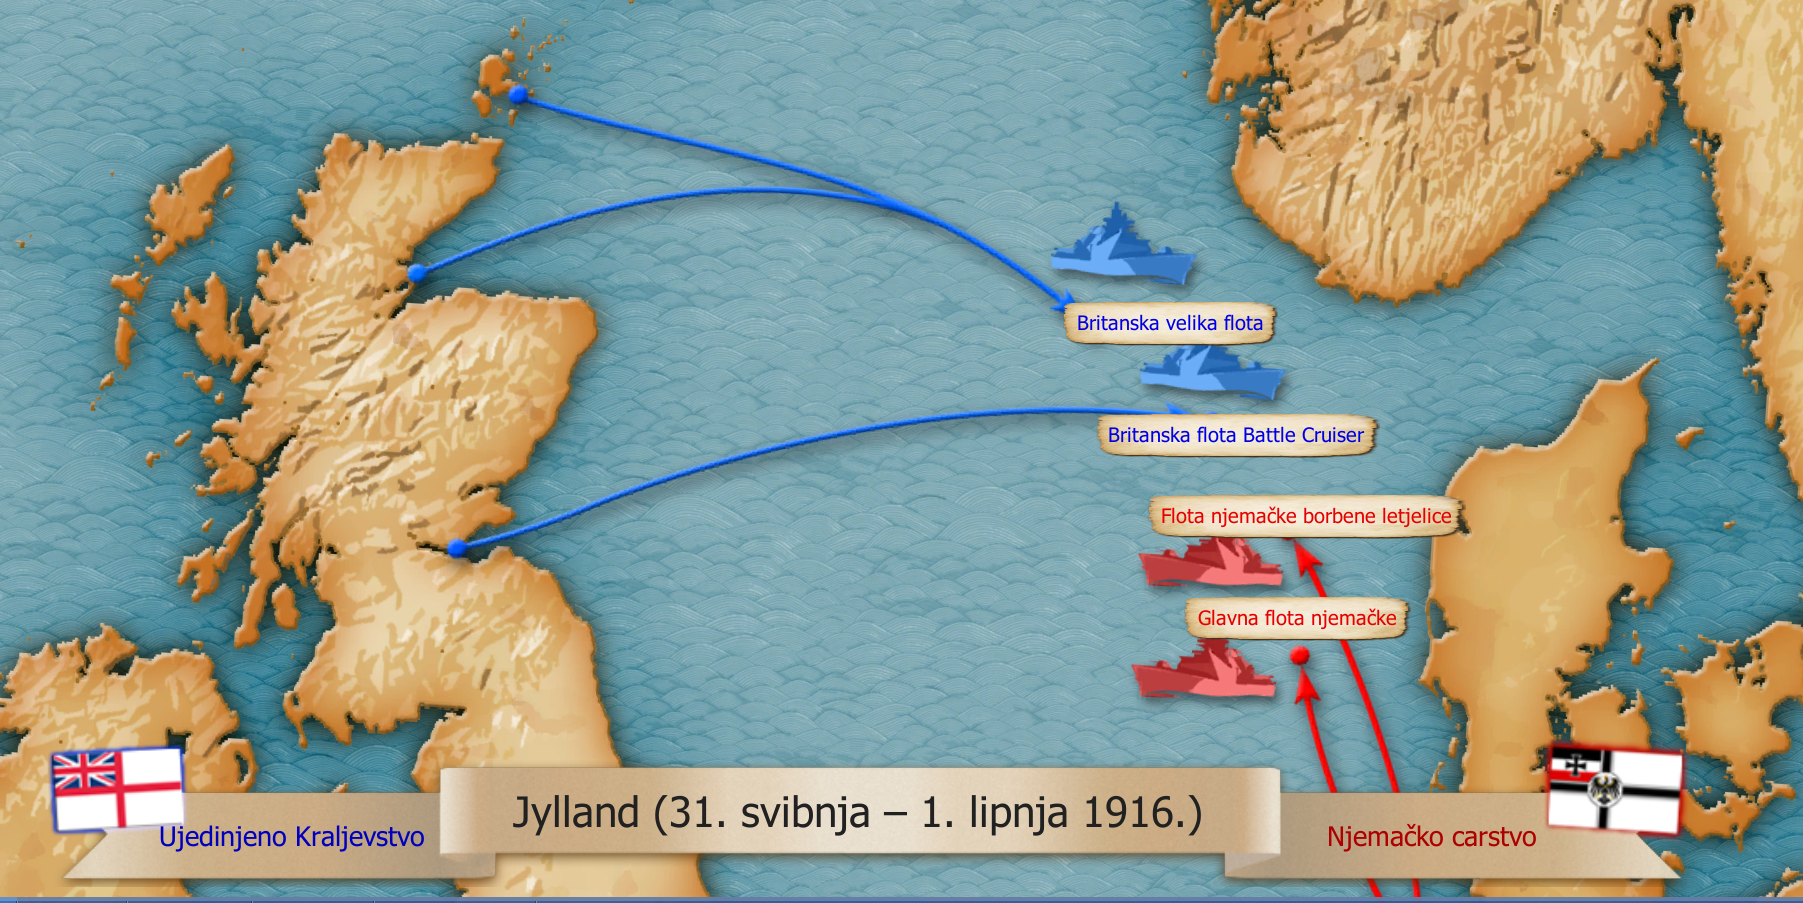 Britanska velika flota
Britanska flota Battle Cruiser
Flota njemačke borbene letjelice
Glavna flota njemačke
Jylland (31. svibnja – 1. lipnja 1916.)
Ujedinjeno Kraljevstvo
Njemačko carstvo